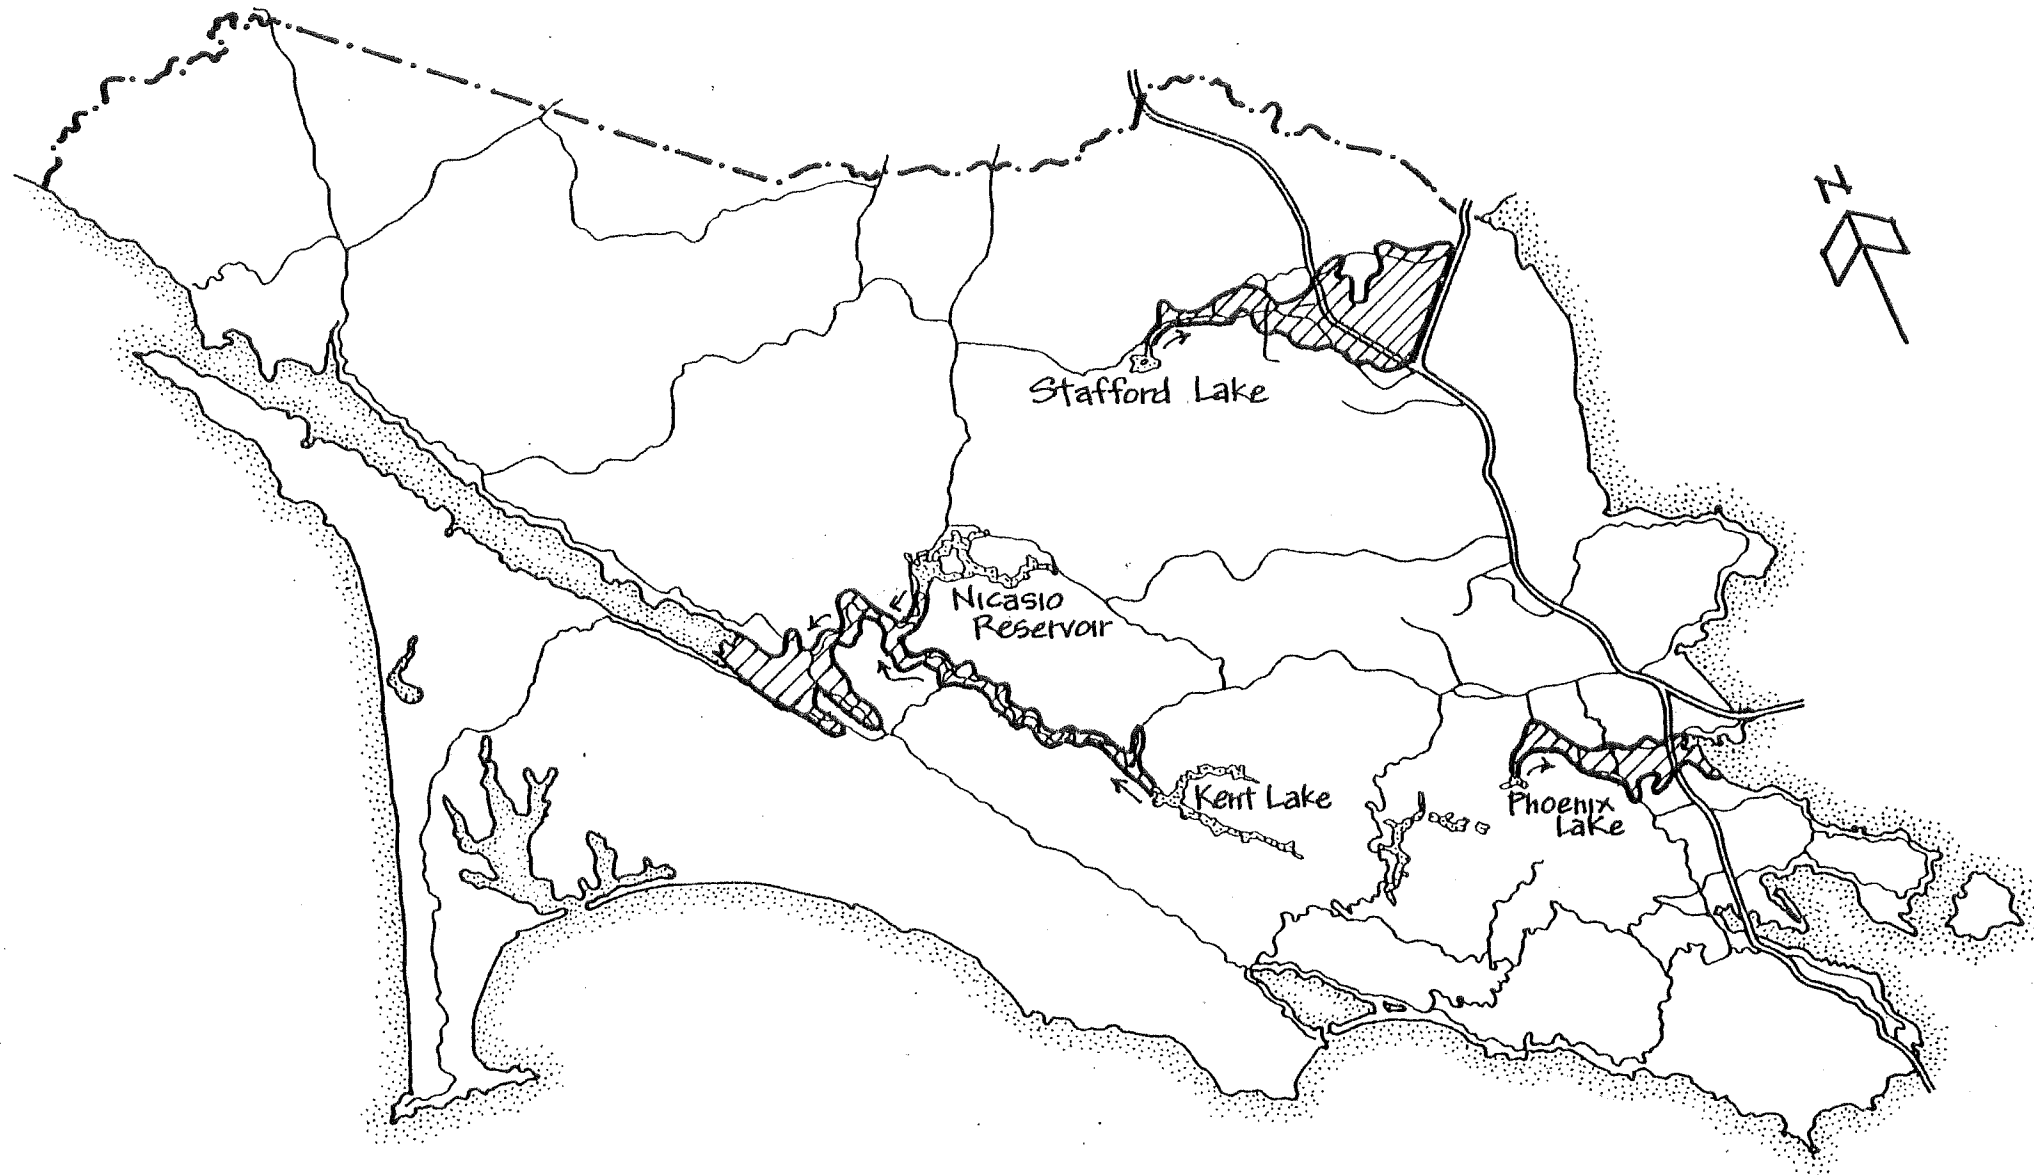 N
Stafford Lake
Nicasio
Reservoir
Kent Lake
Phoenix
Lake